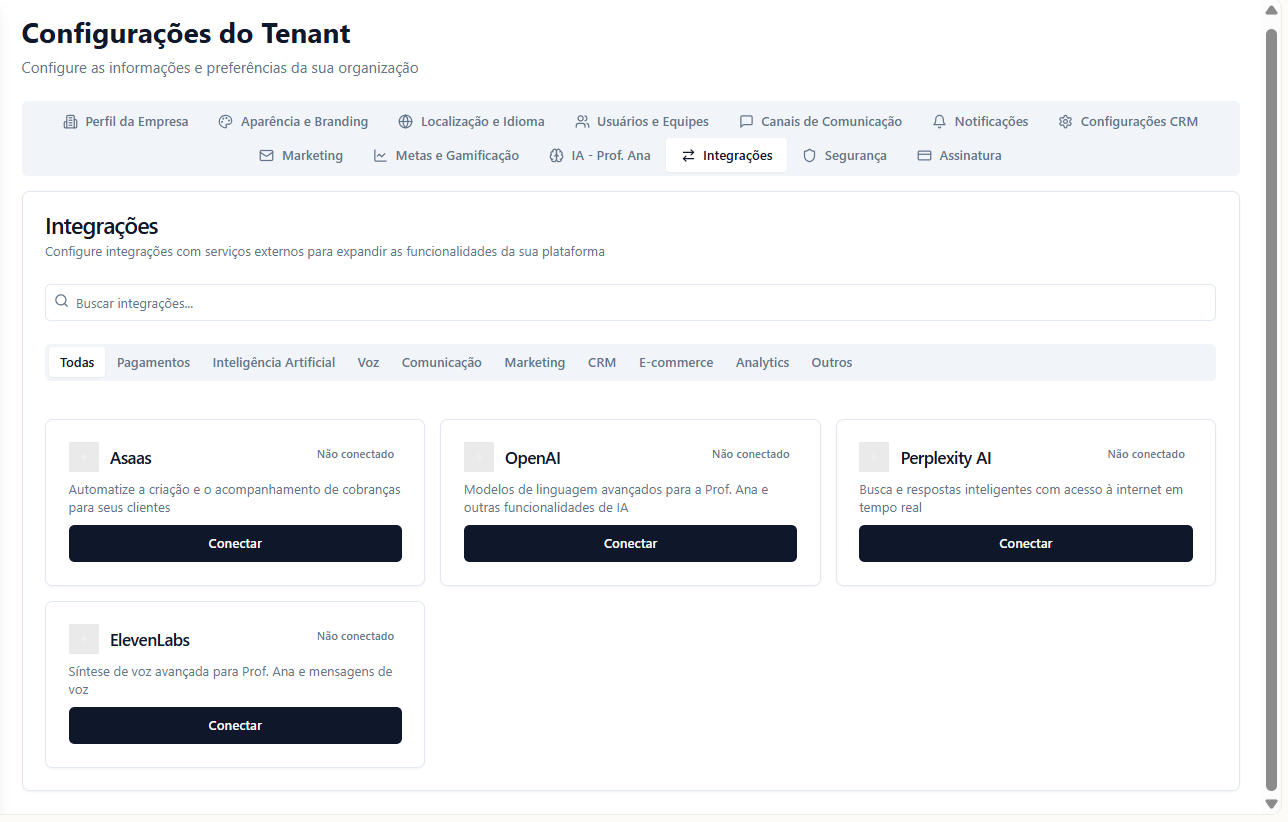 Configurações do Tenant
Configure as informações e preferências da sua organização
Perfil da Empresa
Aparência e Branding
Localização e Idioma
Usuários e Equipes
Canais de Comunicação
Notificações
Configurações CRM
Marketing
Metas e Gamificação
IA - Prof. Ana
Integrações
Segurança
Assinatura
Integrações
Configure integrações com serviços externos para expandir as funcionalidades da sua plataforma
Buscar integrações...
Todas
Pagamentos
Inteligência Artificial
Voz
Comunicação
Marketing
CRM
E-commerce
Analytics
Outros
Asaas
Não conectado
Automatize a criação e o acompanhamento de cobranças
para seus clientes
Conectar
OpenAI
Não conectado
Modelos de linguagem avançados para a Prof. Ana e
outras funcionalidades de IA
Conectar
Perplexity AI
Não conectado
Busca e respostas inteligentes com acesso à internet em
tempo real
Conectar
ElevenLabs
Não conectado
Síntese de voz avançada para Prof. Ana e mensagens de
voz
Conectar